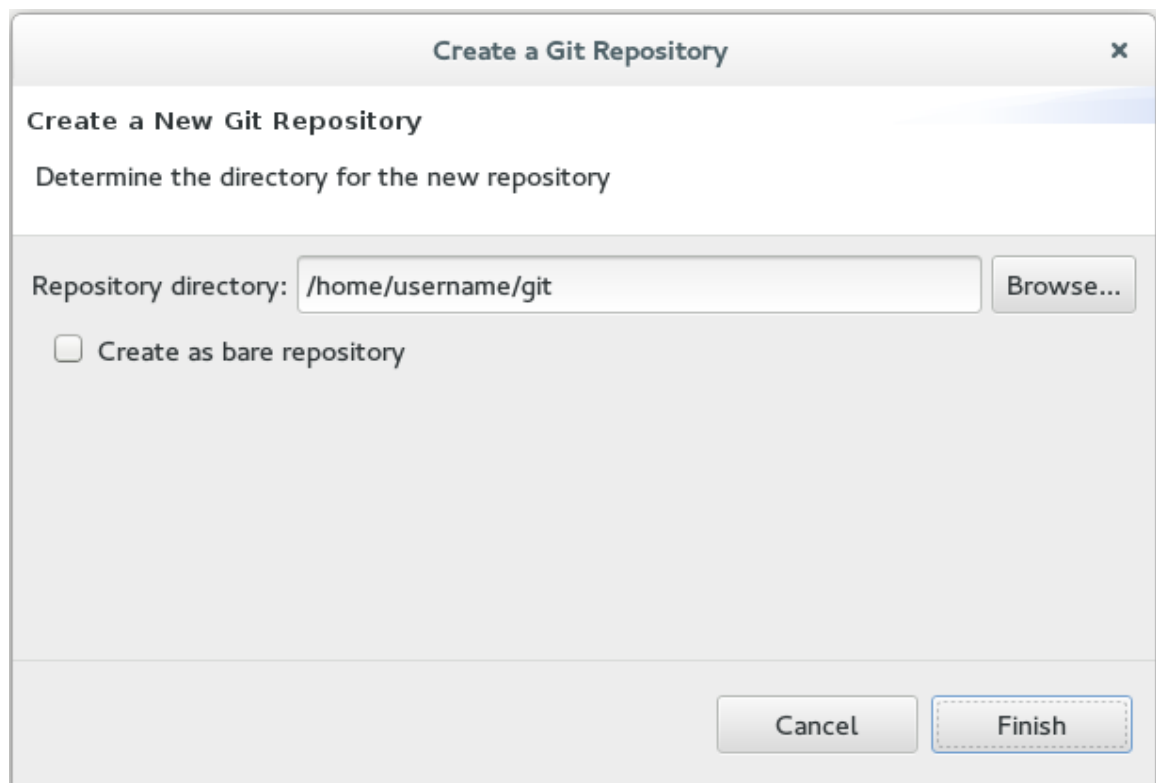 Create a Git Repository
Create a New Git Repository
Determine the directory for the new repository
Repository directory: /home/username/git Browse...
Create as bare repository
Cancel Finish